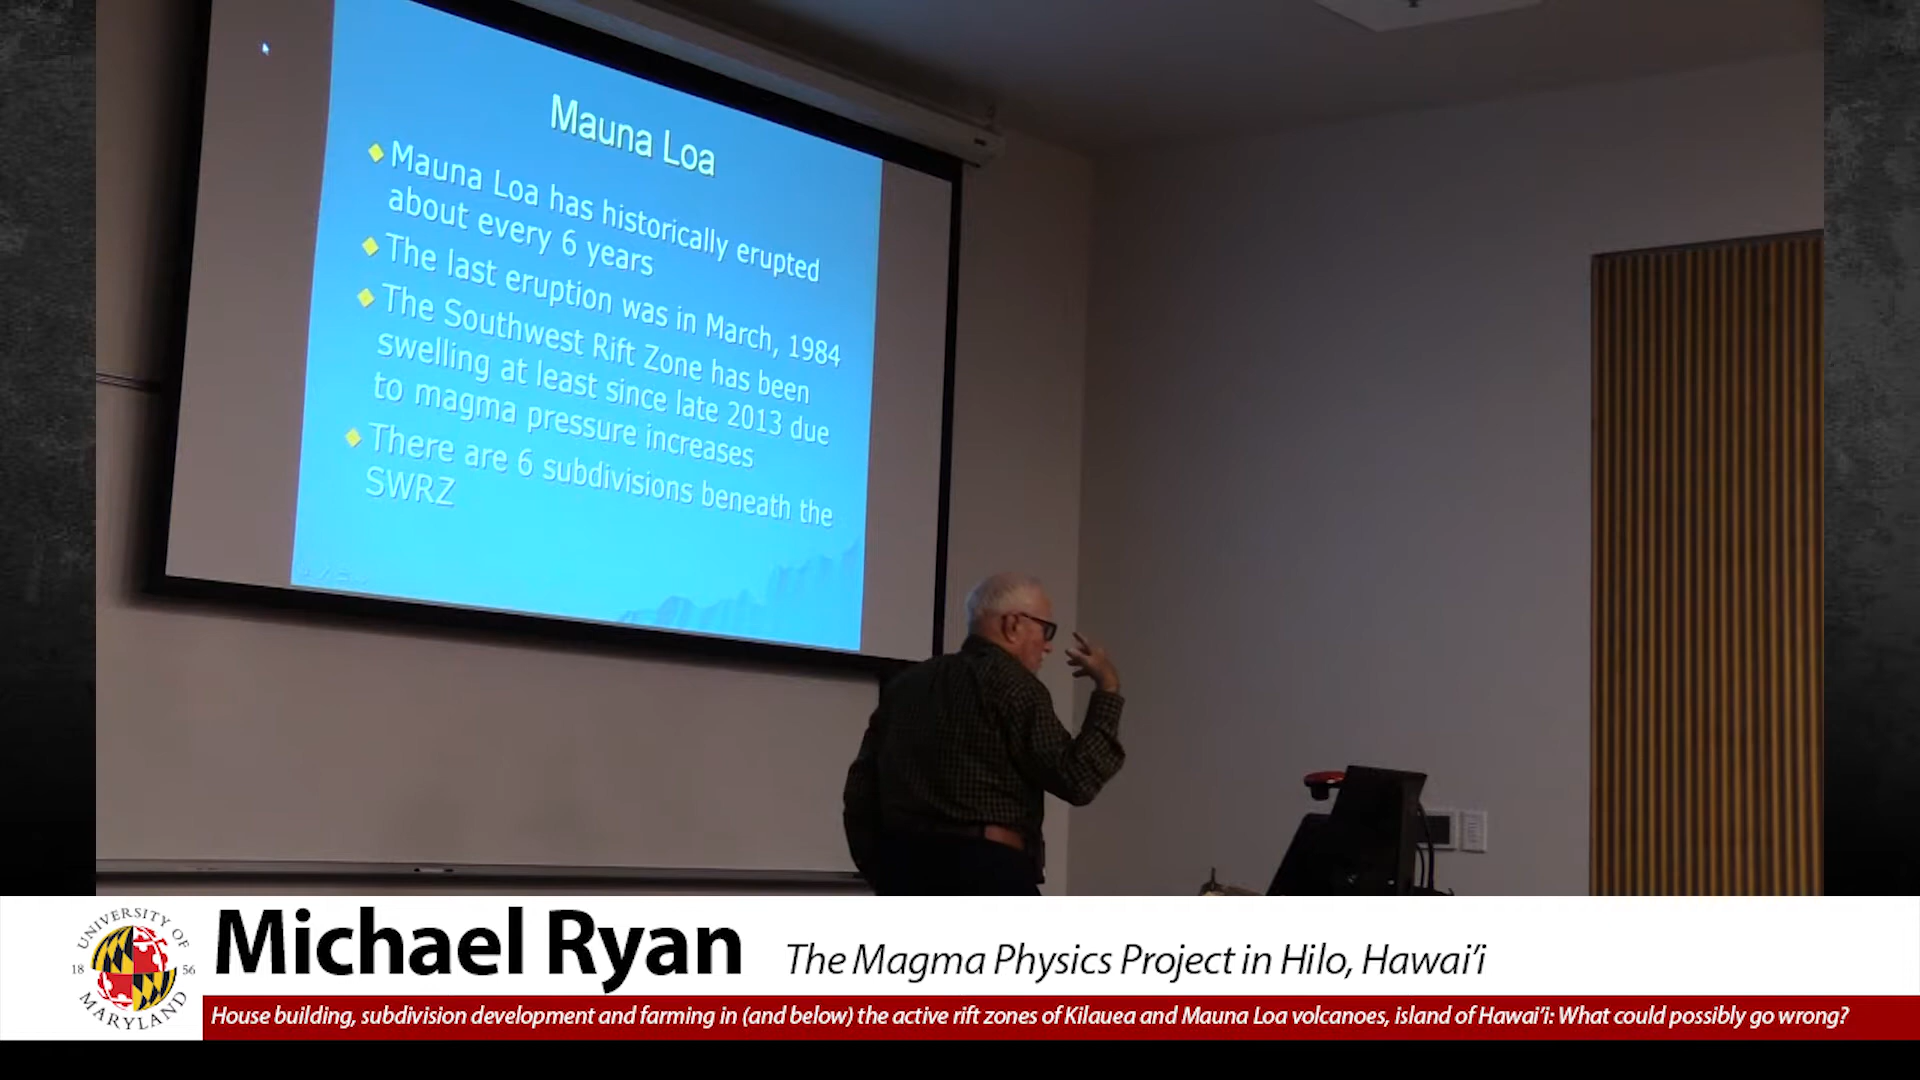 Mauna Loa
Mauna Loa has historically erupted
about every 6 years
The last eruption was in March, 1984
The Southwest Rift Zone has been
swelling at least since late 2013 due
to magma pressure increases
There are 6 subdivisions beneath the
SWRZ
UNIVERSITY OF
18 56
MARYLAND
Michael Ryan
The Magma Physics Project in Hilo, Hawai‘i
House building, subdivision development and farming in (and below) the active rift zones of Kilauea and Mauna Loa volcanoes, island of Hawai‘i: What could possibly go wrong?